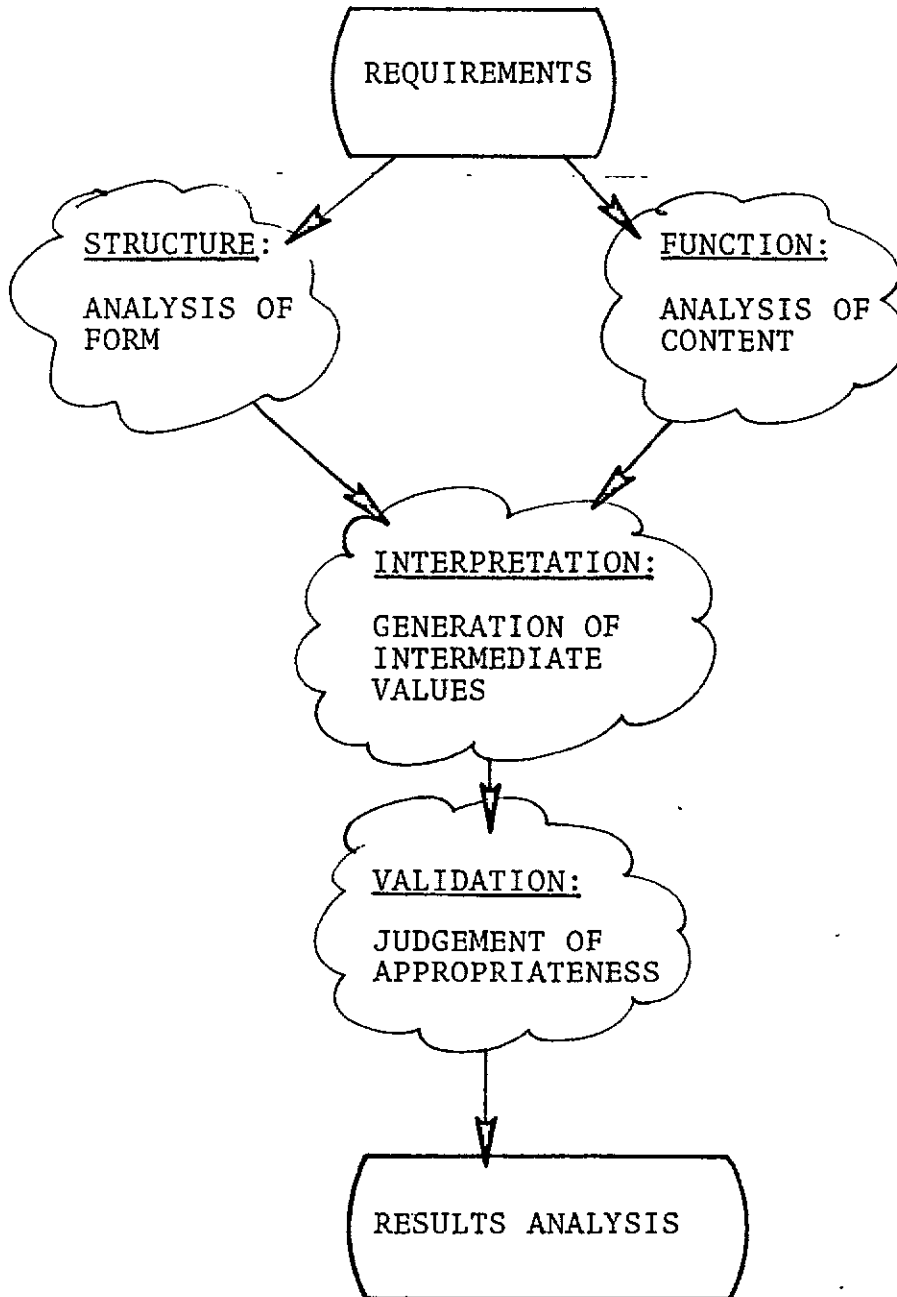 REQUIREMENTS
STRUCTURE:
ANALYSIS OF
FORM
FUNCTION:
ANALYSIS OF
CONTENT
INTERPRETATION:
GENERATION OF
INTERMEDIATE
VALUES
VALIDATION:
JUDGEMENT OF
APPROPRIATENESS
RESULTS ANALYSIS